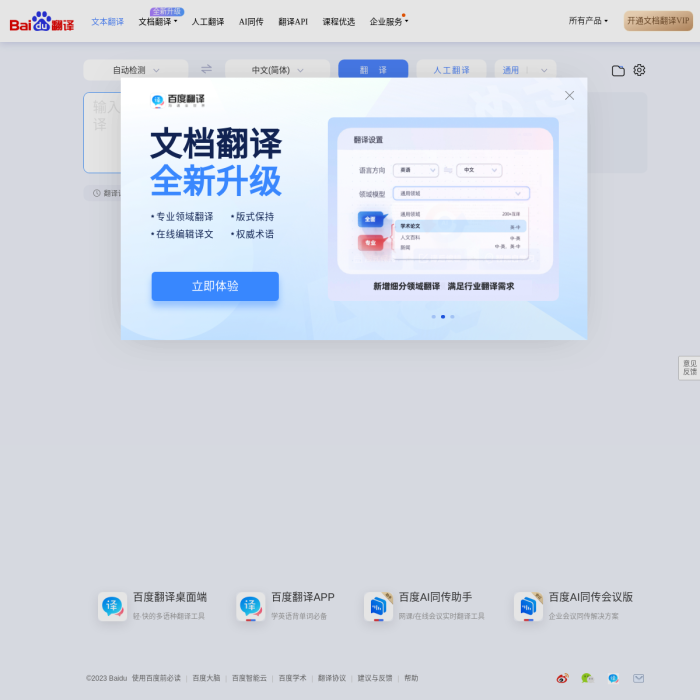 Bai du 翻译
文本翻译
文档翻译
全新升级
人工翻译
AI同传
翻译API
课程优选
企业服务
所有产品
开通文档翻译VIP
自动检测
中文(简体)
翻 译
人工翻译
通用
输入
译
翻译
百度翻译
文档翻译
全新升级
•专业领域翻译 •版式保持
•在线编辑译文 •权威术语
立即体验
翻译设置
语言方向 英语 中文
领域模型 通用领域
全面
专业
通用领域 200+语种
学术论文 英-中
人文百科 中-英
新闻 中-英、英-中
新增细分领域翻译 满足行业翻译需求
意见
反馈
百度翻译桌面端
轻·快的多语种翻译工具
百度翻译APP
学英语背单词必备
百度AI同传助手
网课/在线会议实时翻译工具
百度AI同传会议版
企业会议同传解决方案
©2023 Baidu 使用百度前必读 | 百度大脑 | 百度智能云 | 百度学术 | 翻译协议 | 建议与反馈 | 帮助